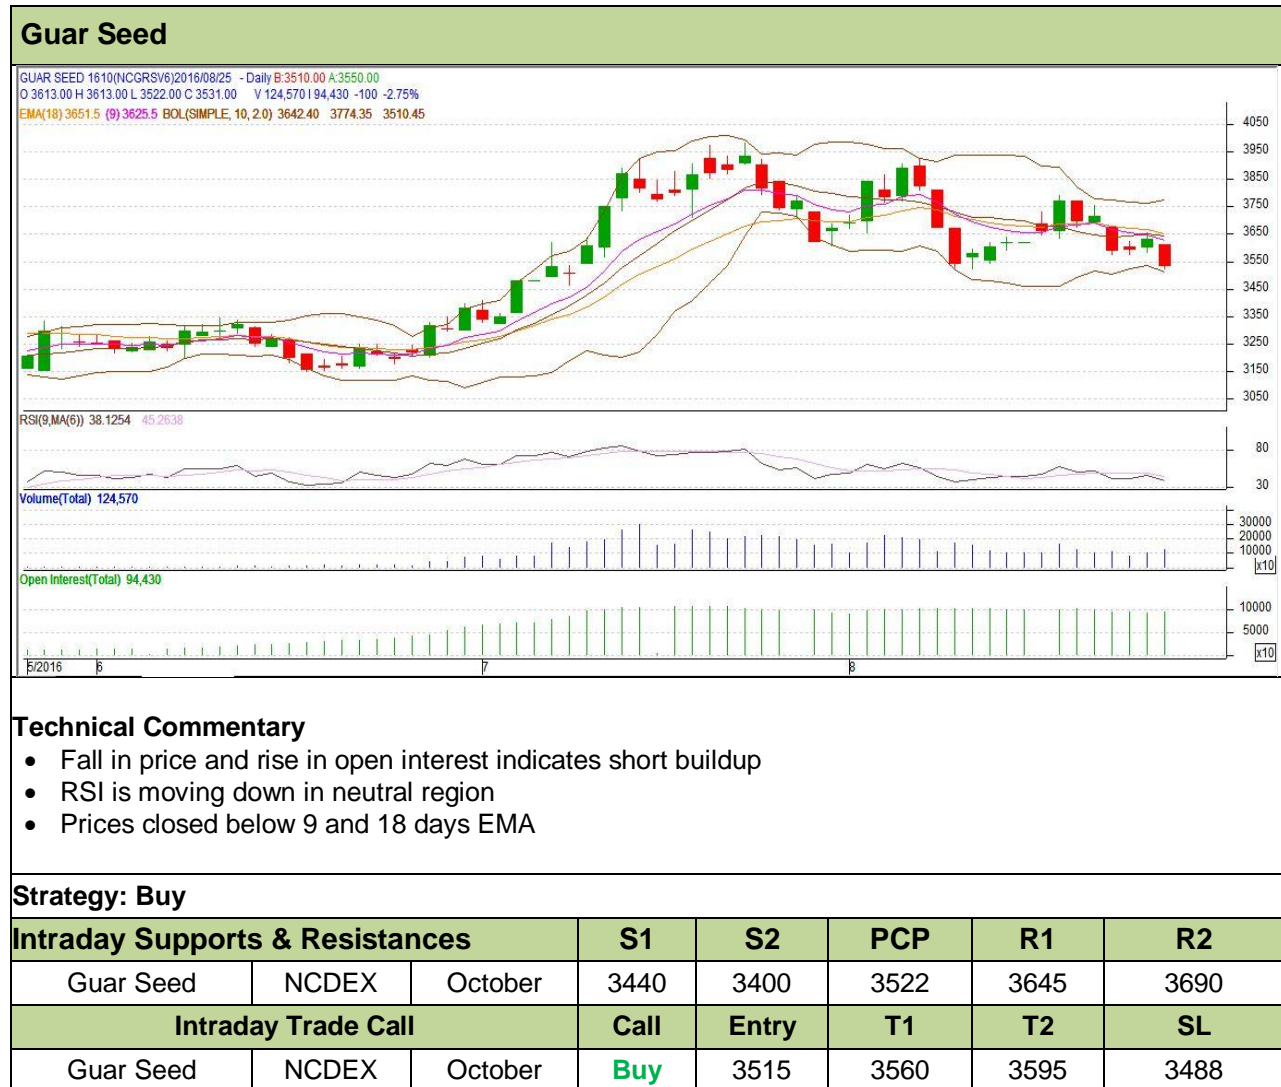 Guar Seed
GUAR SEED 1610(NCGRSV6)2016/08/25 - Daily B:3510.00 A:3550.00
O 3613.00 H 3613.00 L 3522.00 C 3531.00 V 124,570 I 94,430 -100 -2.75%
EMA(18) 3651.5 (9) 3625.5 BOL(SIMPLE, 10, 2.0) 3642.40 3774.35 3510.45
4050
3950
3850
3750
3650
3550
3450
3350
3250
3150
3050
RSI(9,MA(6)) 38.1254 45.2638
80
30
Volume(Total) 124,570
30000
20000
10000
x10
Open Interest(Total) 94,430
10000
5000
x10
5/2016 6 7 8
Technical Commentary
• Fall in price and rise in open interest indicates short buildup
• RSI is moving down in neutral region
• Prices closed below 9 and 18 days EMA
Strategy: Buy
Intraday Supports & Resistances S1 S2 PCP R1 R2
Guar Seed NCDEX October 3440 3400 3522 3645 3690
Intraday Trade Call Call Entry T1 T2 SL
Guar Seed NCDEX October Buy 3515 3560 3595 3488